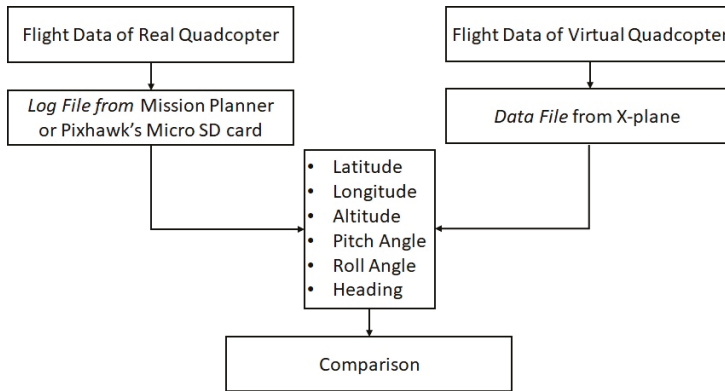 Flight Data of Real Quadcopter
Flight Data of Virtual Quadcopter
Log File from Mission Planner
or Pixhawk's Micro SD card
Data File from X-plane
• Latitude
• Longitude
• Altitude
• Pitch Angle
• Roll Angle
• Heading
Comparison